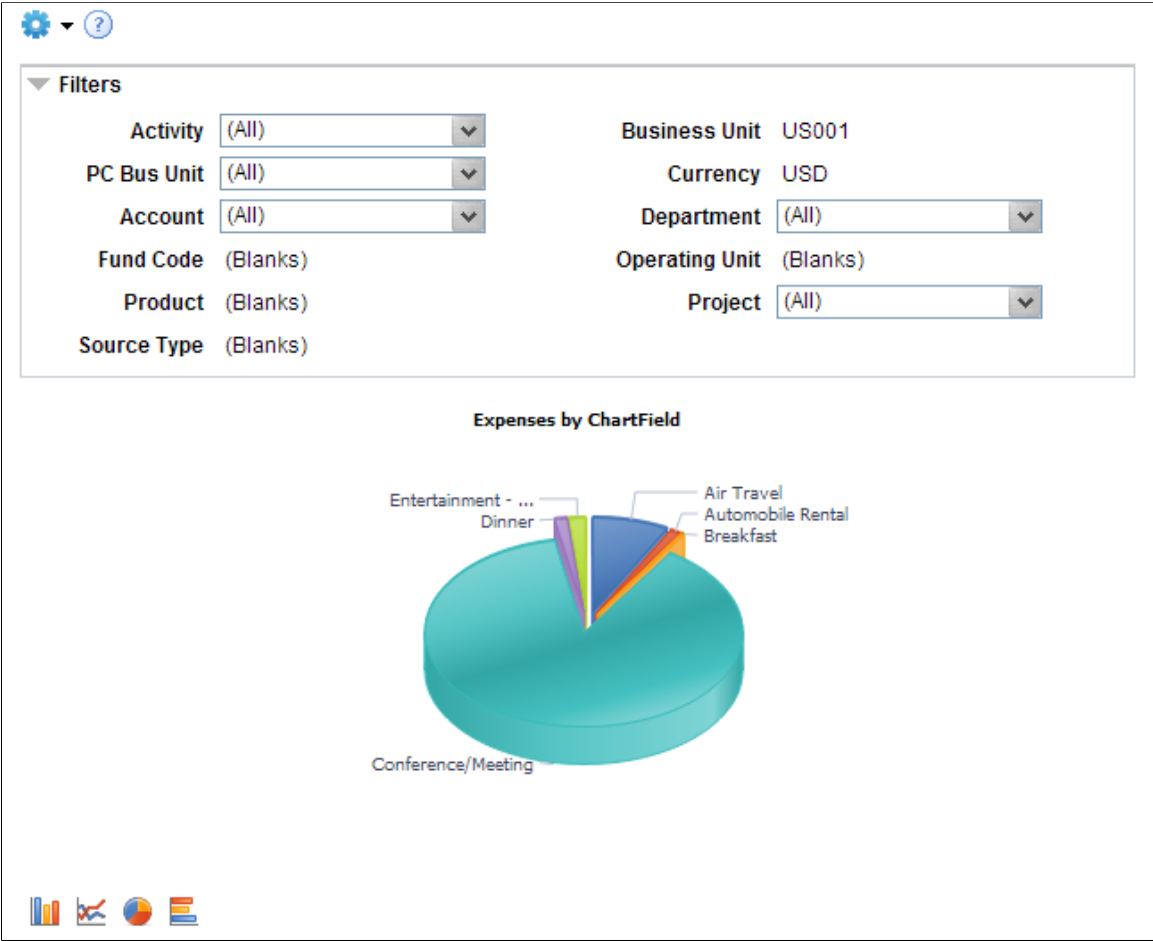 ?
Filters
Activity (All) Business Unit US001
PC Bus Unit (All) Currency USD
Account (All) Department (All)
Fund Code (Blanks) Operating Unit (Blanks)
Product (Blanks) Project (All)
Source Type (Blanks)
Expenses by ChartField
Entertainment - ... Air Travel
Dinner Automobile Rental
Breakfast
Conference/Meeting